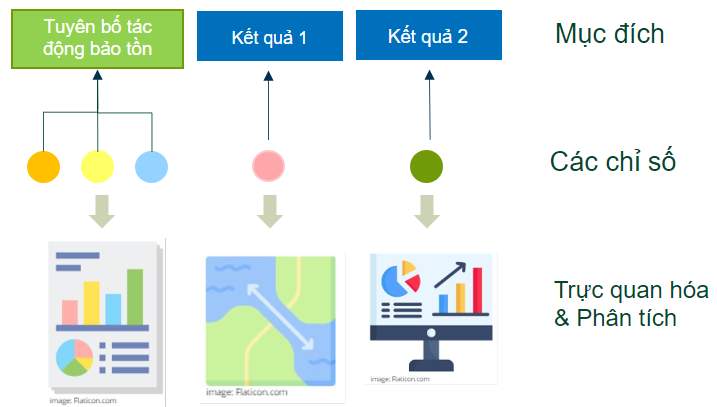 Tuyên bố tác
động bảo tồn
Kết quả 1
Kết quả 2
Mục đích
Các chỉ số
Trực quan hóa
& Phân tích
image: Flaticon.com
image: Flaticon.com
image: Flaticon.com